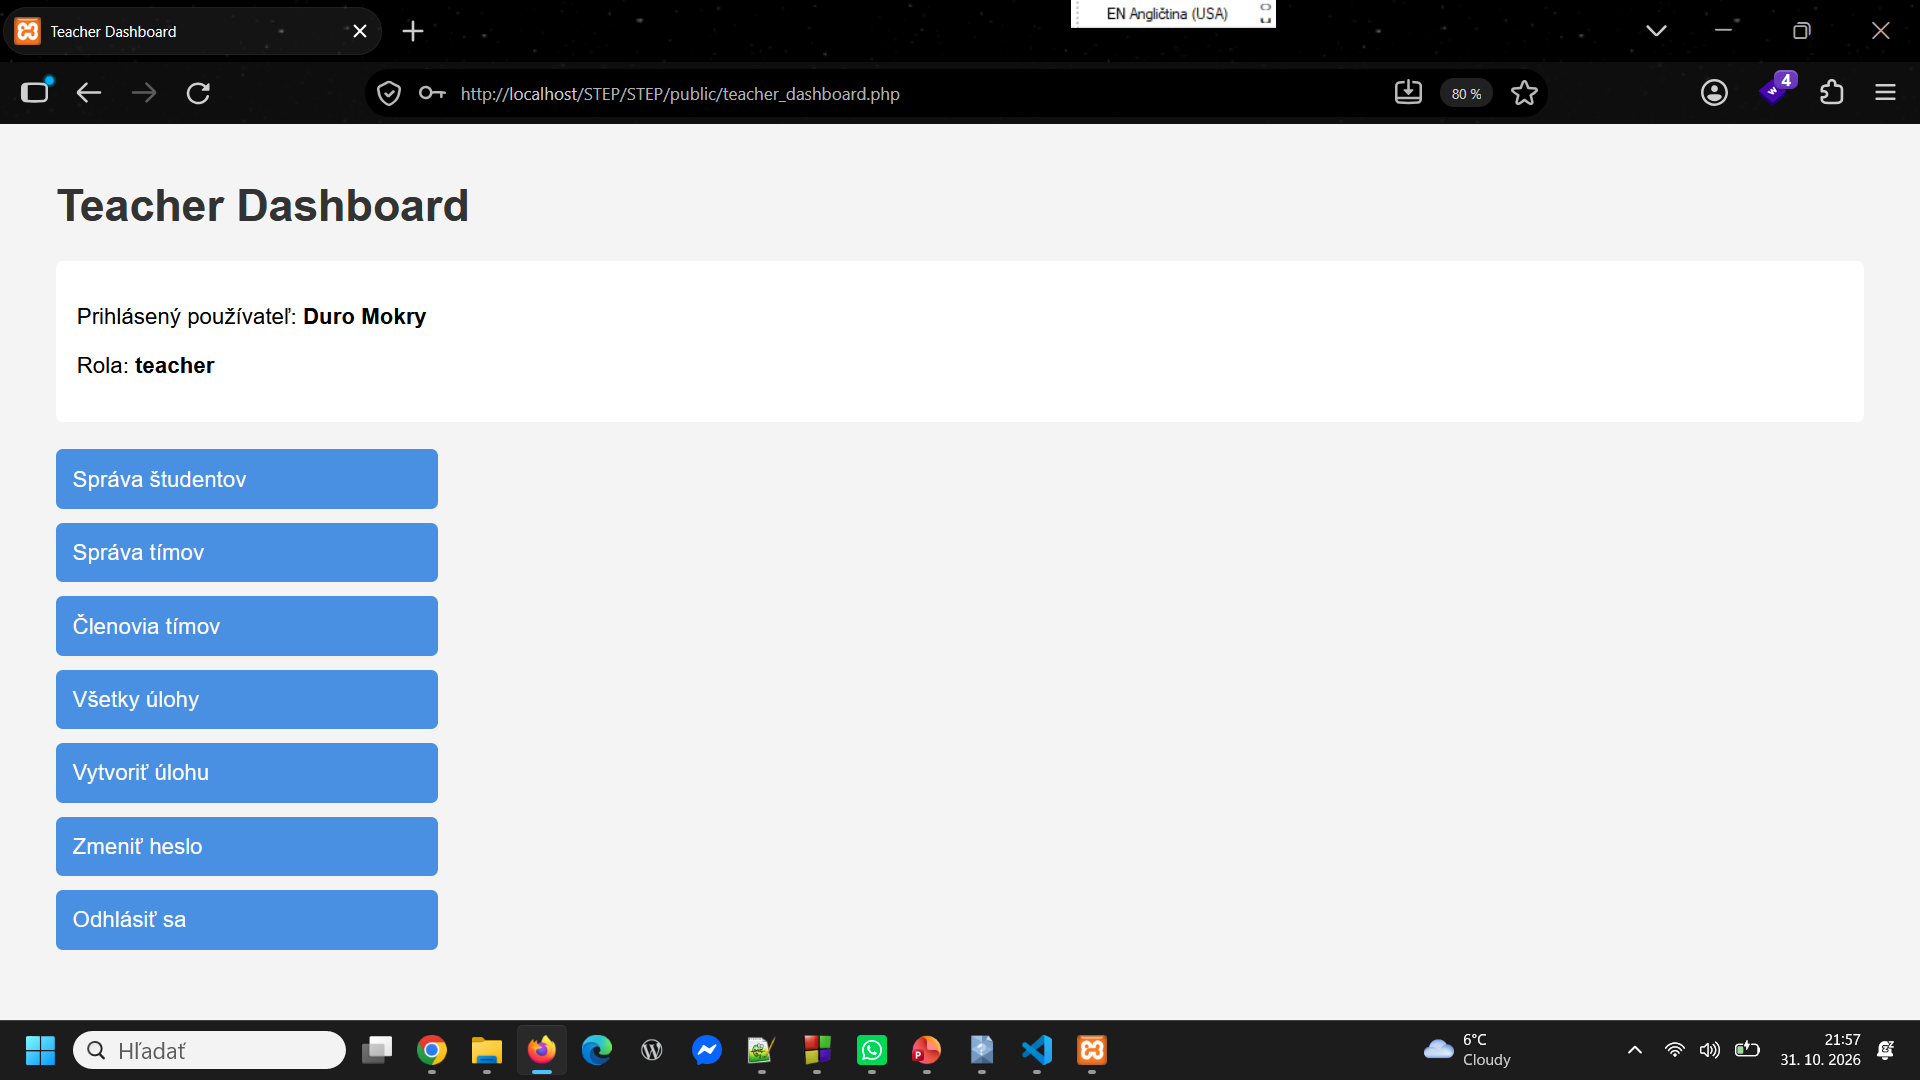 Teacher Dashboard
EN Angličtina (USA)
http://localhost/STEP/STEP/public/teacher_dashboard.php
80 %
4
Teacher Dashboard
Prihlásený používateľ: Duro Mokry
Rola: teacher
Správa študentov
Správa tímov
Členovia tímov
Všetky úlohy
Vytvoriť úlohu
Zmeniť heslo
Odhlásiť sa
Hľadať
6°C
Cloudy
21:57
31. 10. 2026